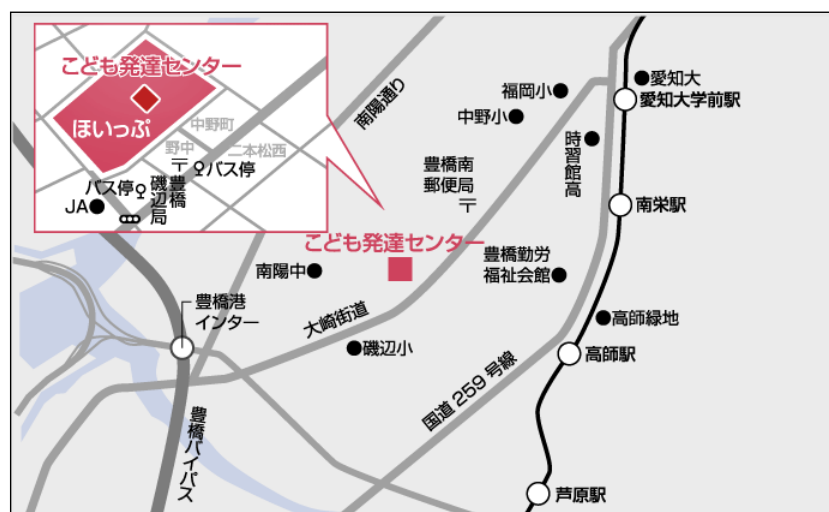 こども発達センター
ほいっぷ
中野町
野中
二本松西
バス停
豊橋
磯辺局
バス停
JA
南陽通り
福岡小
中野小
愛知大
愛知大学前駅
時習館高
豊橋南
郵便局
南栄駅
こども発達センター
南陽中
豊橋勤労
福祉会館
豊橋港
インター
大崎街道
磯辺小
高師緑地
高師駅
国道259号線
豊橋バイパス
芦原駅